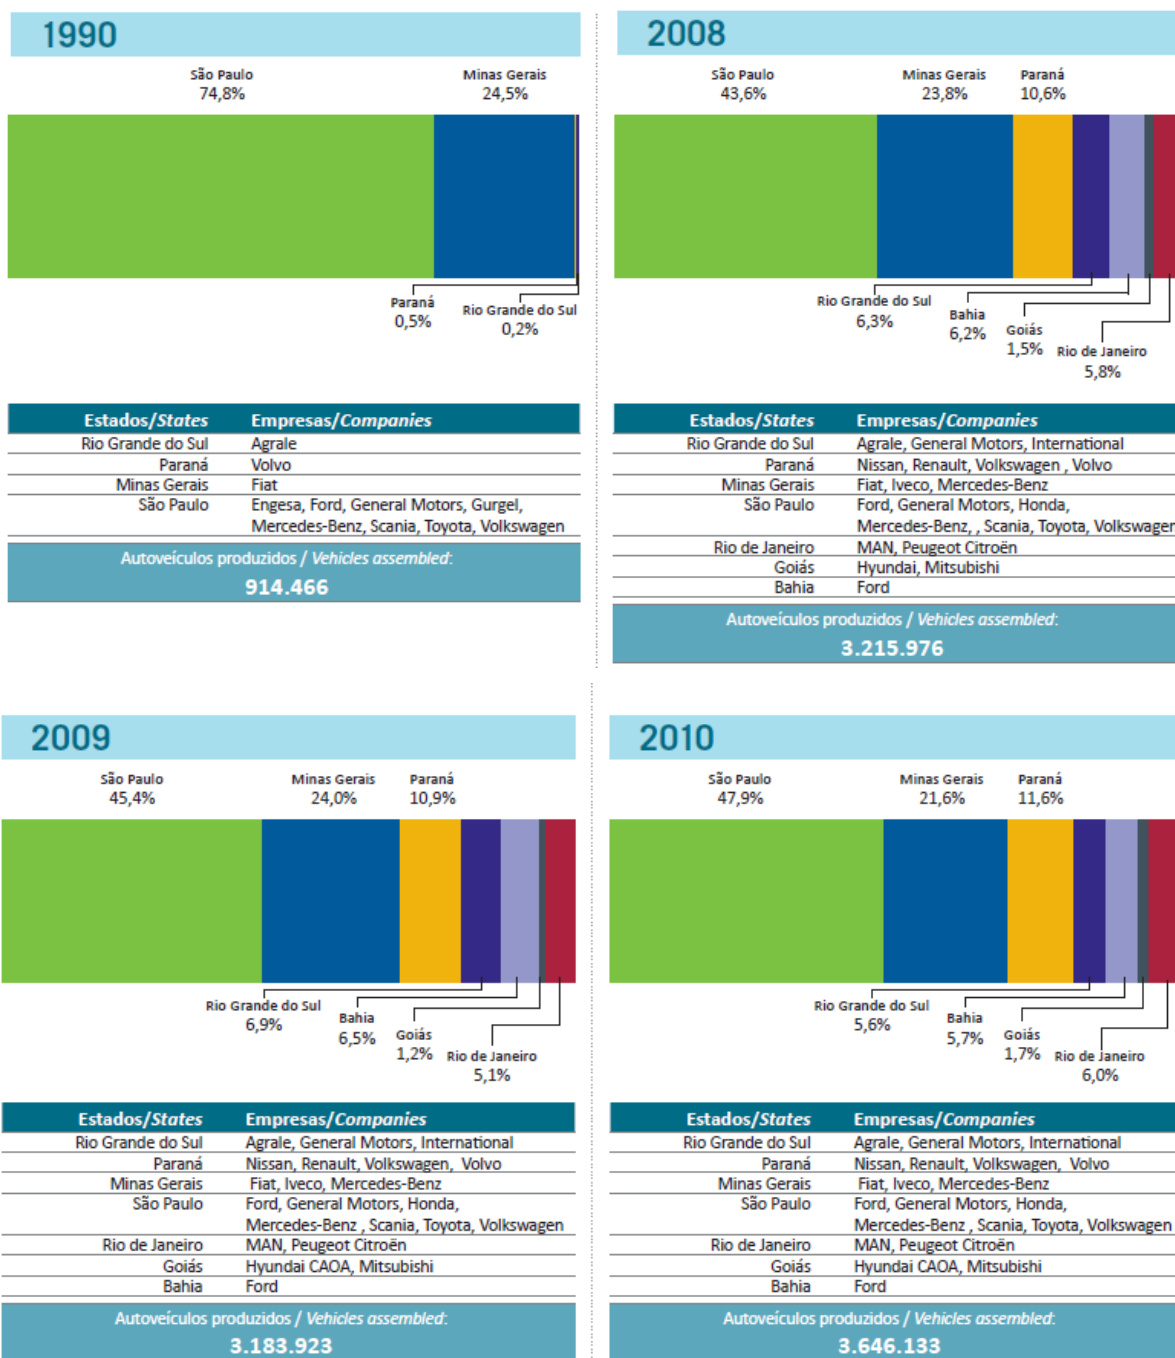 1990
São Paulo
74,8%
Minas Gerais
24,5%
Paraná
0,5%
Rio Grande do Sul
0,2%
Estados/States Empresas/Companies
Rio Grande do Sul Agrale
Paraná Volvo
Minas Gerais Fiat
São Paulo Engesa, Ford, General Motors, Gurgel,
Mercedes-Benz, Scania, Toyota, Volkswagen
Autoveículos produzidos / Vehicles assembled:
914.466
2008
São Paulo
43,6%
Minas Gerais
23,8%
Paraná
10,6%
Rio Grande do Sul
6,3%
Bahia
6,2%
Goiás
1,5%
Rio de Janeiro
5,8%
Estados/States Empresas/Companies
Rio Grande do Sul Agrale, General Motors, International
Paraná Nissan, Renault, Volkswagen , Volvo
Minas Gerais Fiat, Iveco, Mercedes-Benz
São Paulo Ford, General Motors, Honda,
Mercedes-Benz, , Scania, Toyota, Volkswagen
Rio de Janeiro MAN, Peugeot Citroën
Goiás Hyundai, Mitsubishi
Bahia Ford
Autoveículos produzidos / Vehicles assembled:
3.215.976
2009
São Paulo
45,4%
Minas Gerais
24,0%
Paraná
10,9%
Rio Grande do Sul
6,9%
Bahia
6,5%
Goiás
1,2%
Rio de Janeiro
5,1%
Estados/States Empresas/Companies
Rio Grande do Sul Agrale, General Motors, International
Paraná Nissan, Renault, Volkswagen, Volvo
Minas Gerais Fiat, Iveco, Mercedes-Benz
São Paulo Ford, General Motors, Honda,
Mercedes-Benz , Scania, Toyota, Volkswagen
Rio de Janeiro MAN, Peugeot Citroën
Goiás Hyundai CAOA, Mitsubishi
Bahia Ford
Autoveículos produzidos / Vehicles assembled:
3.183.923
2010
São Paulo
47,9%
Minas Gerais
21,6%
Paraná
11,6%
Rio Grande do Sul
5,6%
Bahia
5,7%
Goiás
1,7%
Rio de Janeiro
6,0%
Estados/States Empresas/Companies
Rio Grande do Sul Agrale, General Motors, International
Paraná Nissan, Renault, Volkswagen, Volvo
Minas Gerais Fiat, Iveco, Mercedes-Benz
São Paulo Ford, General Motors, Honda,
Mercedes-Benz , Scania, Toyota, Volkswagen
Rio de Janeiro MAN, Peugeot Citroën
Goiás Hyundai CAOA, Mitsubishi
Bahia Ford
Autoveículos produzidos / Vehicles assembled:
3.646.133